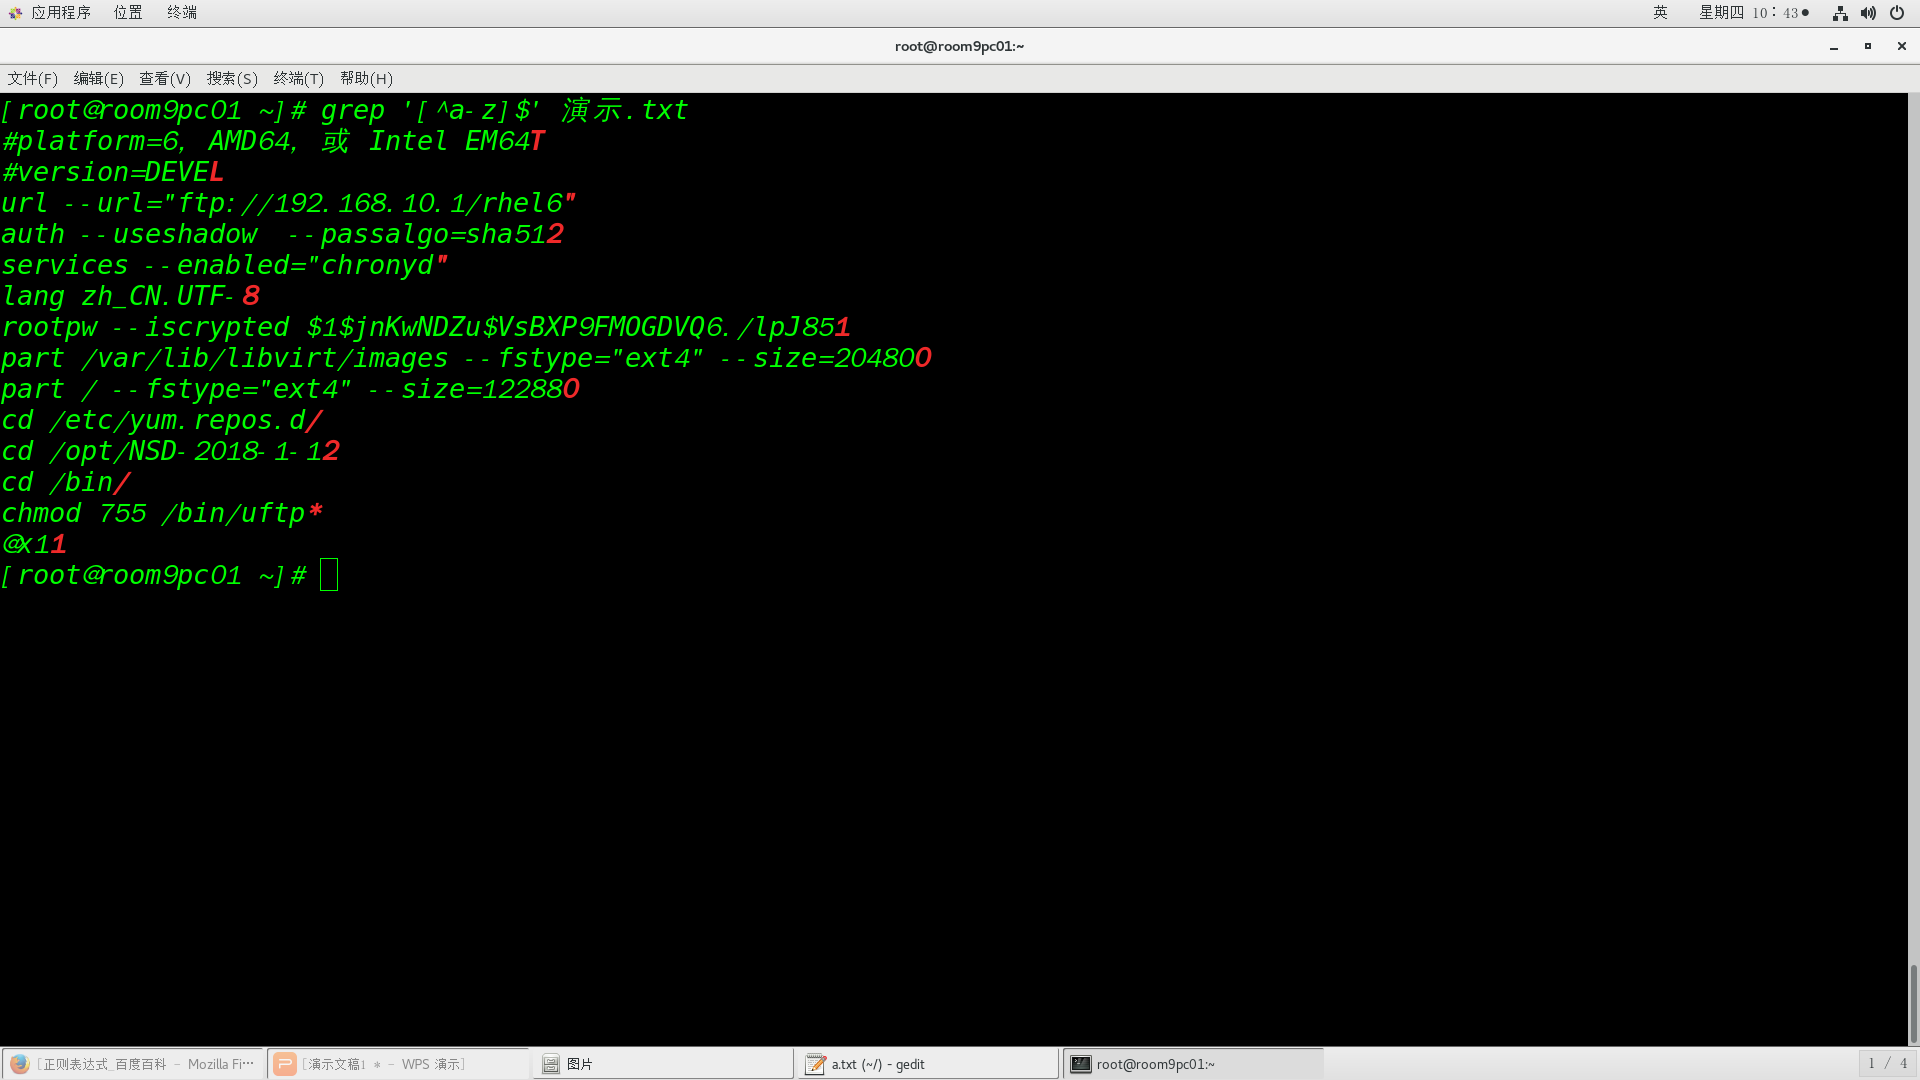 应用程序 位置 终端 英 星期四 10：43
root@room9pc01:~
文件(F) 编辑(E) 查看(V) 搜索(S) 终端(T) 帮助(H)
[root@room9pc01 ~]# grep '[^a-z]$' 演示.txt
#platform=6, AMD64, 或 Intel EM64T
#version=DEVEL
url --url="ftp://192.168.10.1/rhel6"
auth --useshadow  --passalgo=sha512
services --enabled="chronyd"
lang zh_CN.UTF-8
rootpw --iscrypted $1$jnKwNDZu$VsBXP9FMOGDVQ6./lpJ851
part /var/lib/libvirt/images --fstype="ext4" --size=204800
part / --fstype="ext4" --size=122880
cd /etc/yum.repos.d/
cd /opt/NSD-2018-1-12
cd /bin/
chmod 755 /bin/uftp*
@x11
[root@room9pc01 ~]#
[正则表达式_百度百科 - Mozilla Fi… [演示文稿1 * - WPS 演示] 图片 a.txt (~/) - gedit root@room9pc01:~ 1 / 4